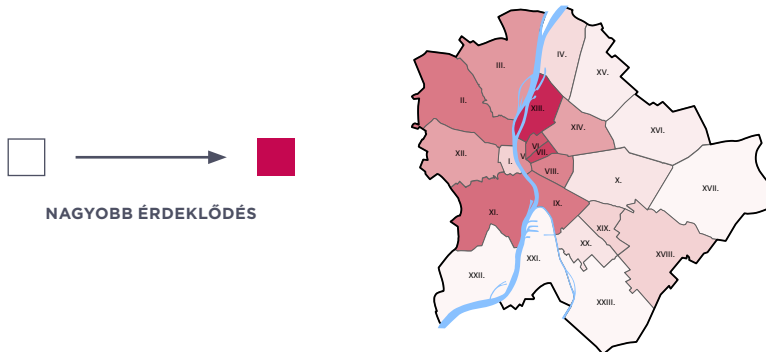 NAGYOBB ÉRDEKLŐDÉS
IV.
III.
XV.
II.
XIII.
XIV.
XVI.
VI.
VII.
V.
I.
XII.
VIII.
X.
XVII.
IX.
XI.
XIX.
XX.
XVIII.
XXI.
XXII.
XXIII.